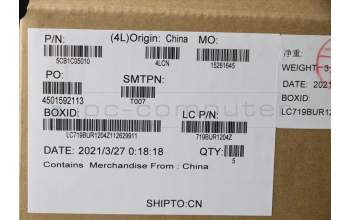 P/N: (4L)Origin: China MO:
5CB1C05010 4LCN 15261645
PO: SMTPN:
4501592113 T007
BOXID: LC P/N:
LC719BUR1204Z112629911 719BUR1204Z
DATE: 2021/3/27 0:18:18 QTY:
5
Contains Merchandise From : China
SHIPTO:CN
净重:
WEIGHT: 3
DATE: 2021
BOXID:
LC719BUR12